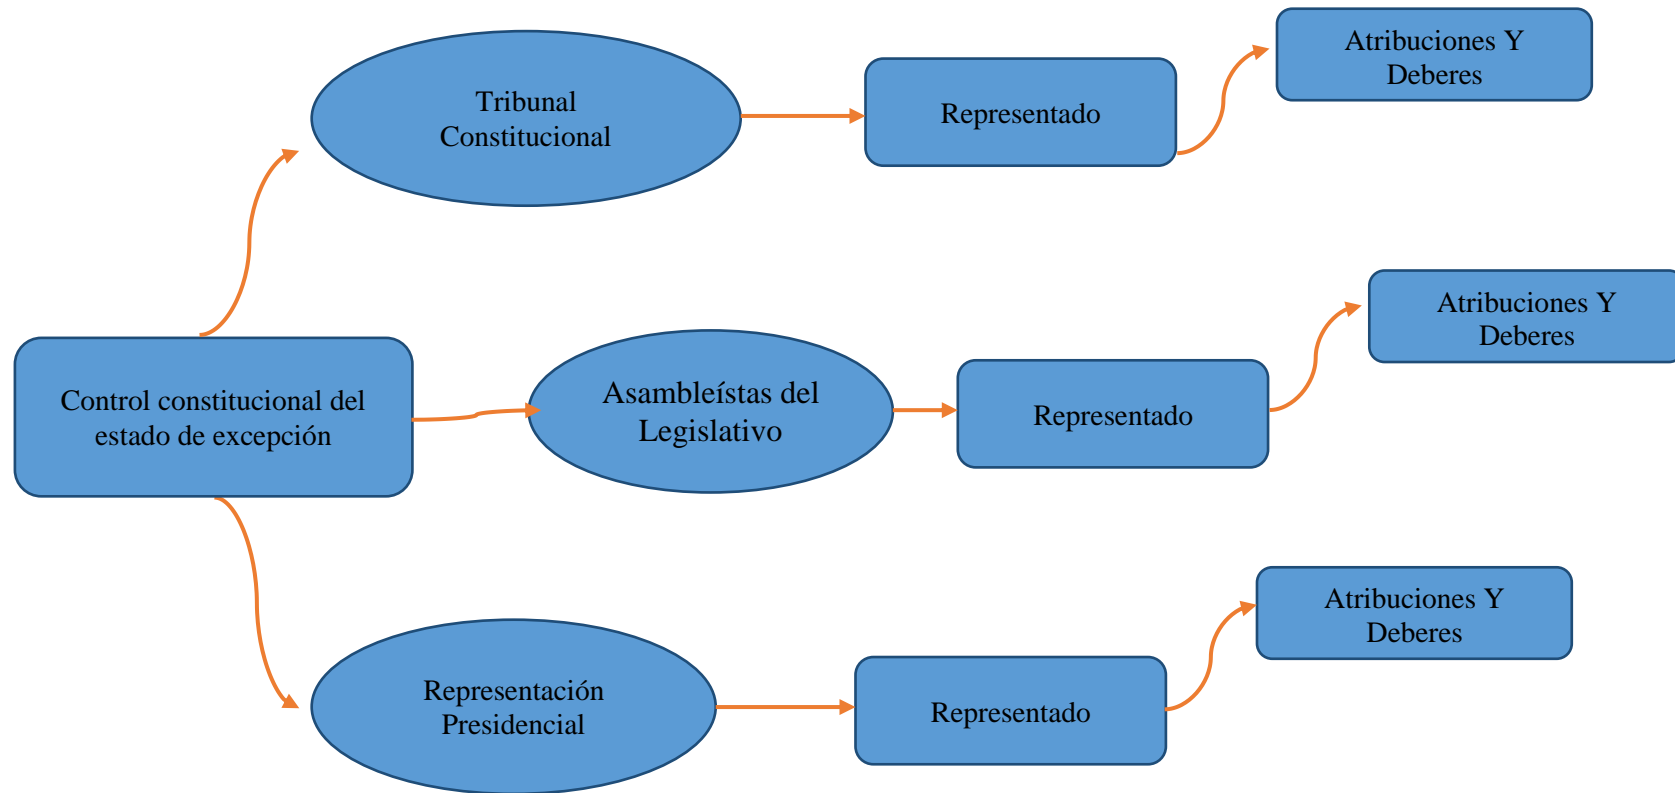 Tribunal
Constitucional
Representado
Atribuciones Y
Deberes
Control constitucional del
estado de excepción
Asambleístas del
Legislativo
Representado
Atribuciones Y
Deberes
Representación
Presidencial
Representado
Atribuciones Y
Deberes